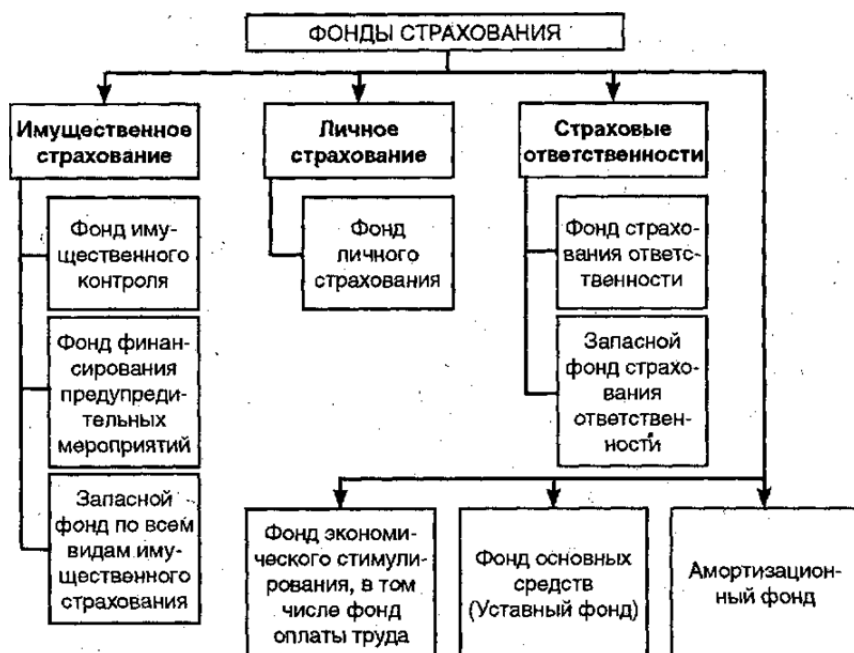 ФОНДЫ СТРАХОВАНИЯ
Имущественное
страхование
Личное
страхование
Страховые
ответственности
Фонд иму-
щественного
контроля
Фонд
личного
страхования
Фонд страхо-
вания ответс-
твенности
Фонд финан-
сирования
предупреди-
тельных
мероприятий
Запасной
фонд страхо-
вания
ответствен-
ности
Запасной
фонд по всем
видам иму-
щественного
страхования
Фонд экономи-
ческого стимули-
рования, в том
числе фонд
оплаты труда
Фонд основных
средств
(Уставный фонд)
Амортизацион-
ный фонд